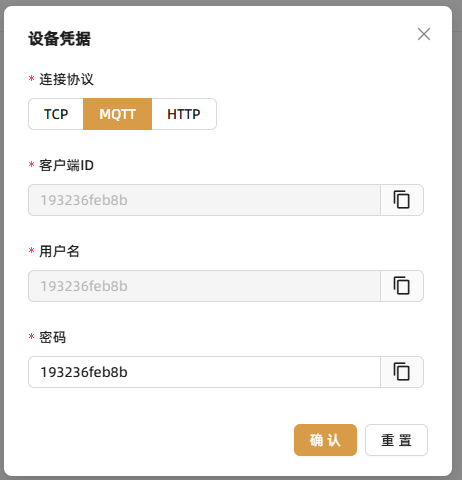 设备凭据
* 连接协议
TCP MQTT HTTP
* 客户端ID
193236feb8b
* 用户名
193236feb8b
* 密码
193236feb8b
确 认 重 置